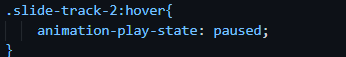 .slide-track-2:hover{
    animation-play-state: paused;
}